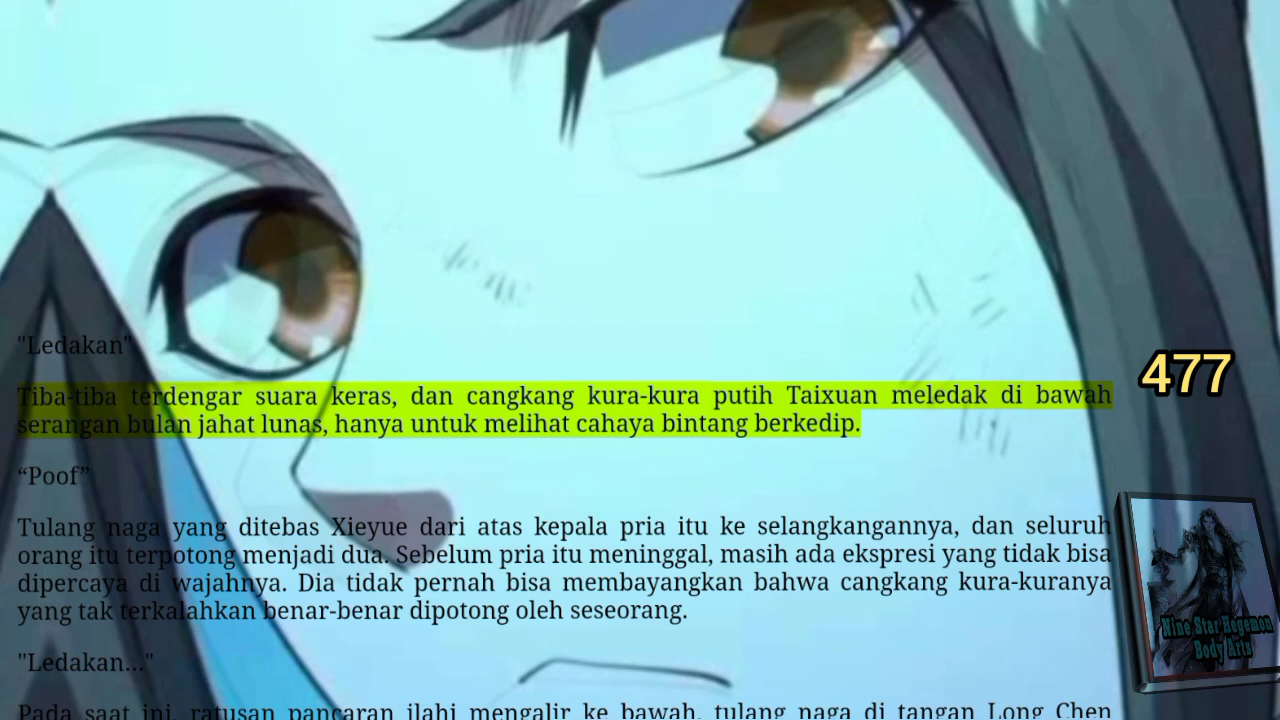 "Ledakan"
Tiba-tiba terdengar suara keras, dan cangkang kura-kura putih Taixuan meledak di bawah
serangan bulan jahat lunas, hanya untuk melihat cahaya bintang berkedip.
“Poof”
Tulang naga yang ditebas Xieyue dari atas kepala pria itu ke selangkangannya, dan seluruh
orang itu terpotong menjadi dua. Sebelum pria itu meninggal, masih ada ekspresi yang tidak bisa
dipercaya di wajahnya. Dia tidak pernah bisa membayangkan bahwa cangkang kura-kuranya
yang tak terkalahkan benar-benar dipotong oleh seseorang.
"Ledakan..."
Pada saat ini, ratusan pancaran ilahi mengalir ke bawah, tulang naga di tangan Long Chen
477
Nine Star Hegemon
Body Arts